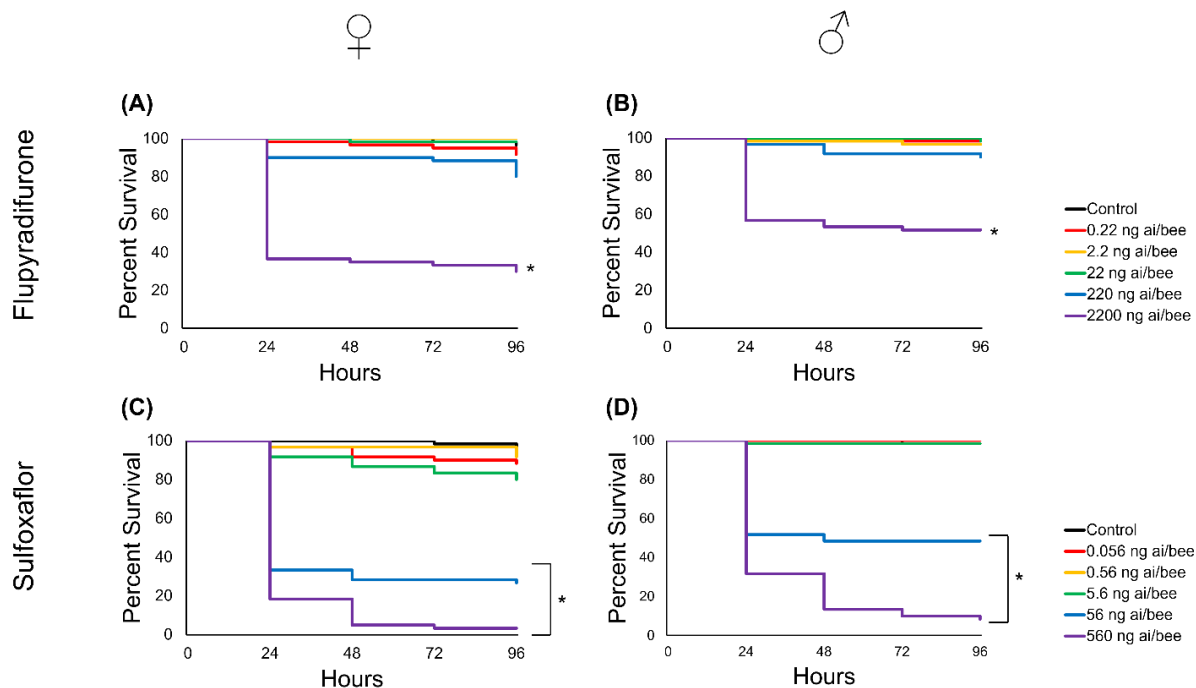 ♀ ♂
(A) (B)
Flupyradifurone
Percent Survival
100
80
60
40
20
0
0 24 48 72 96
Hours
*
Percent Survival
100
80
60
40
20
0
0 24 48 72 96
Hours
*
Control
0.22 ng ai/bee
2.2 ng ai/bee
22 ng ai/bee
220 ng ai/bee
2200 ng ai/bee
(C) (D)
Sulfoxaflor
Percent Survival
100
80
60
40
20
0
0 24 48 72 96
Hours
*
Percent Survival
100
80
60
40
20
0
0 24 48 72 96
Hours
*
Control
0.056 ng ai/bee
0.56 ng ai/bee
5.6 ng ai/bee
56 ng ai/bee
560 ng ai/bee